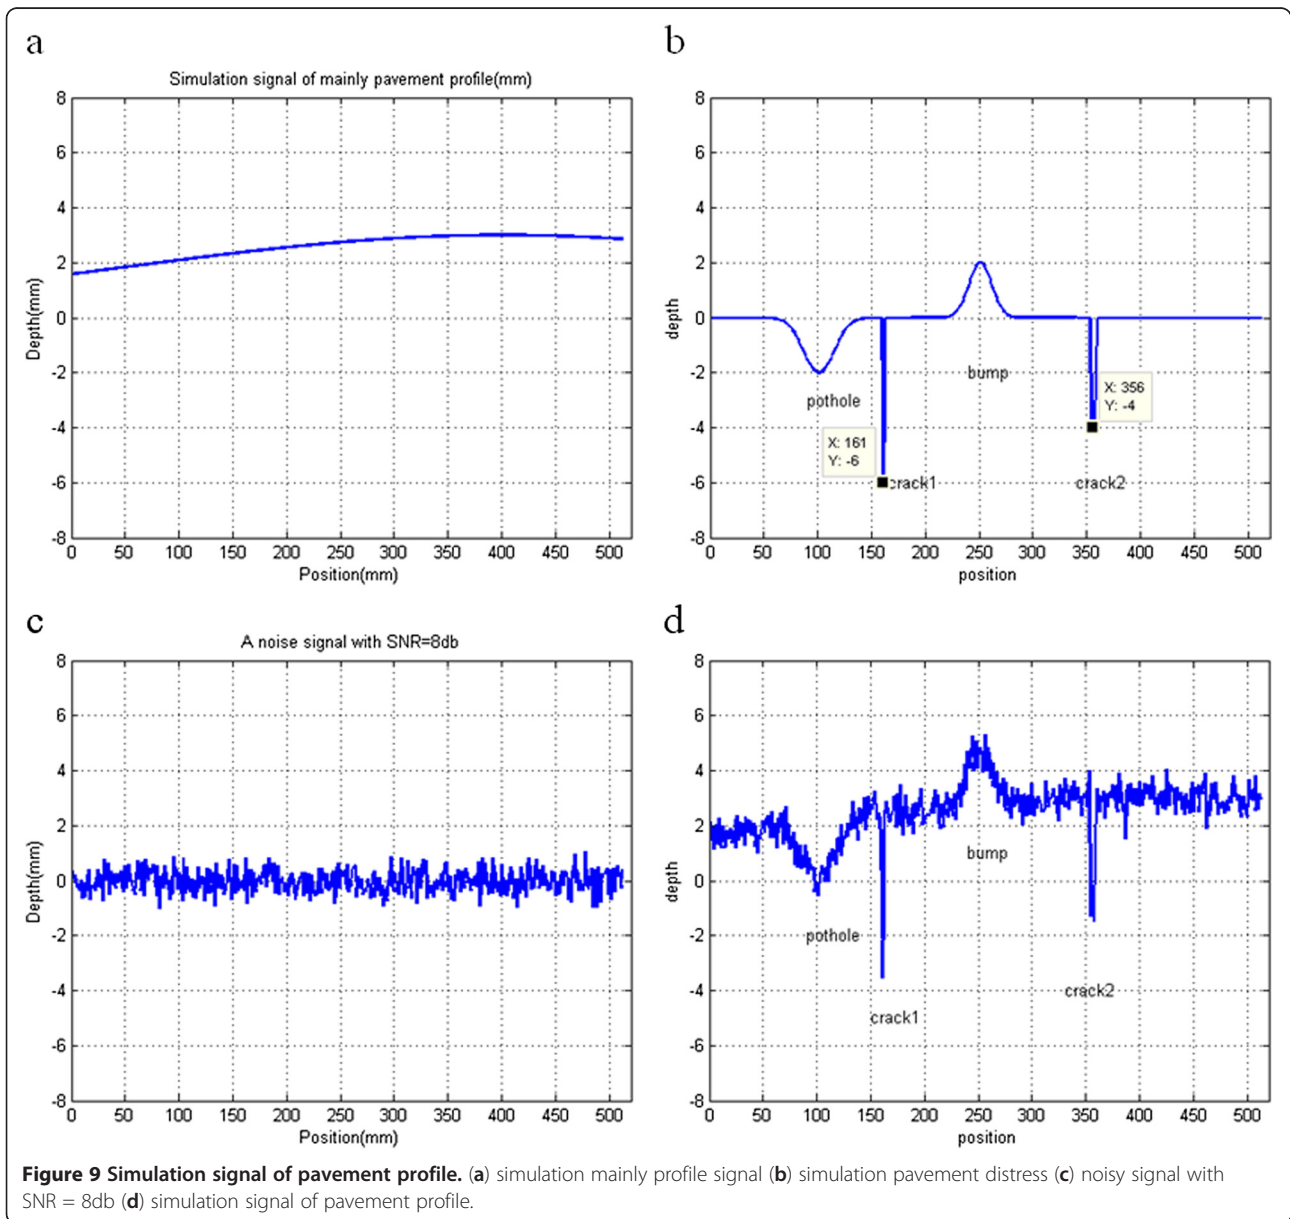 a
Simulation signal of mainly pavement profile(mm)
8
6
4
2
0
-2
-4
-6
-8
Depth(mm)
0 50 100 150 200 250 300 350 400 450 500
Position(mm)
b
8
6
4
2
0
-2
-4
-6
-8
depth
pothole
bump
X: 161
Y: -6
crack1
X: 356
Y: -4
crack2
0 50 100 150 200 250 300 350 400 450 500
position
c
A noise signal with SNR=8db
8
6
4
2
0
-2
-4
-6
-8
Depth(mm)
0 50 100 150 200 250 300 350 400 450 500
Position(mm)
d
8
6
4
2
0
-2
-4
-6
-8
depth
pothole
crack1
bump
crack2
0 50 100 150 200 250 300 350 400 450 500
position
Figure 9 Simulation signal of pavement profile. (a) simulation mainly profile signal (b) simulation pavement distress (c) noisy signal with
SNR = 8db (d) simulation signal of pavement profile.